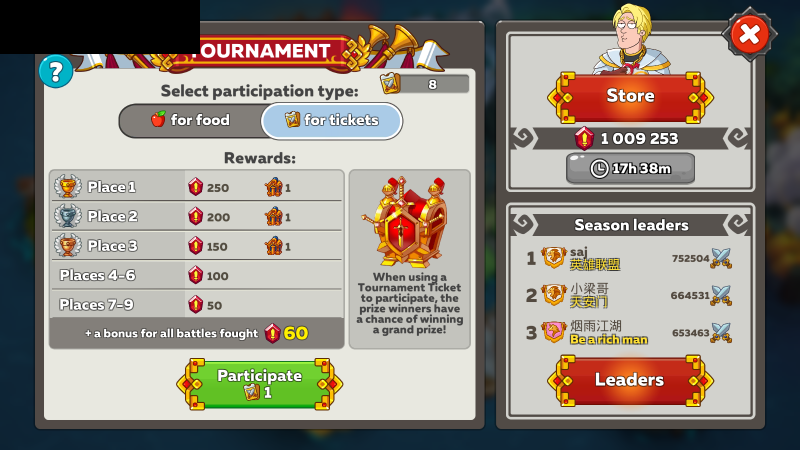 TOURNAMENT
?
Select participation type:
8
for food
for tickets
Rewards:
Place 1 250 1
Place 2 200 1
Place 3 150 1
Places 4-6 100
Places 7-9 50
+ a bonus for all battles fought 60
When using a
Tournament Ticket
to participate, the
prize winners have
a chance of winning
a grand prize!
Participate
1
Store
1 009 253
17h 38m
Season leaders
1 saj 752504
英雄联盟
2 小梁哥 664531
天安门
3 烟雨江湖 653463
Be a rich man
Leaders